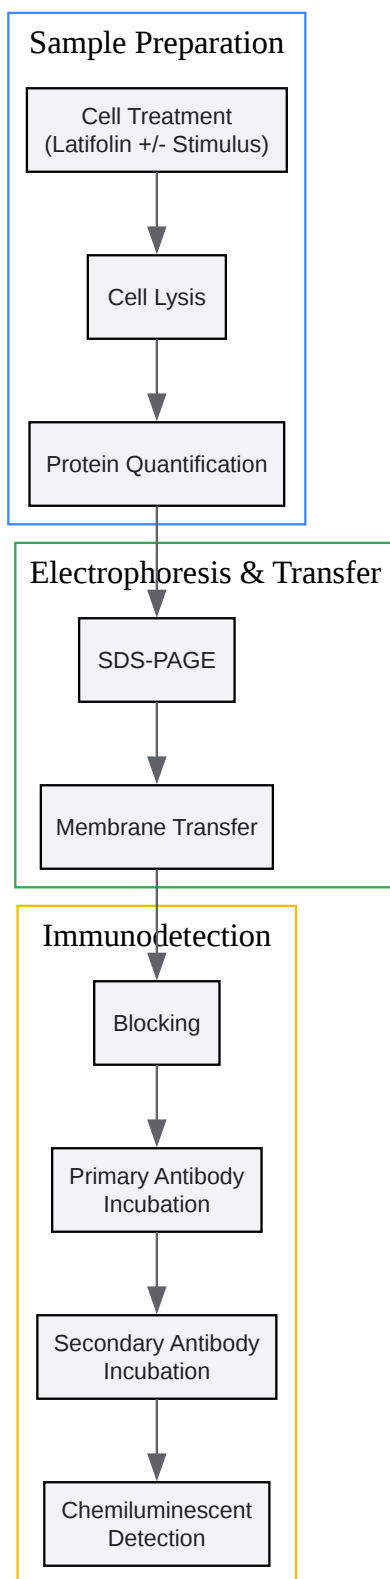 Sample Preparation
Cell Treatment
(Latifolin +/- Stimulus)
Cell Lysis
Protein Quantification
Electrophoresis & Transfer
SDS-PAGE
Membrane Transfer
Immunodetection
Blocking
Primary Antibody
Incubation
Secondary Antibody
Incubation
Chemiluminescent
Detection